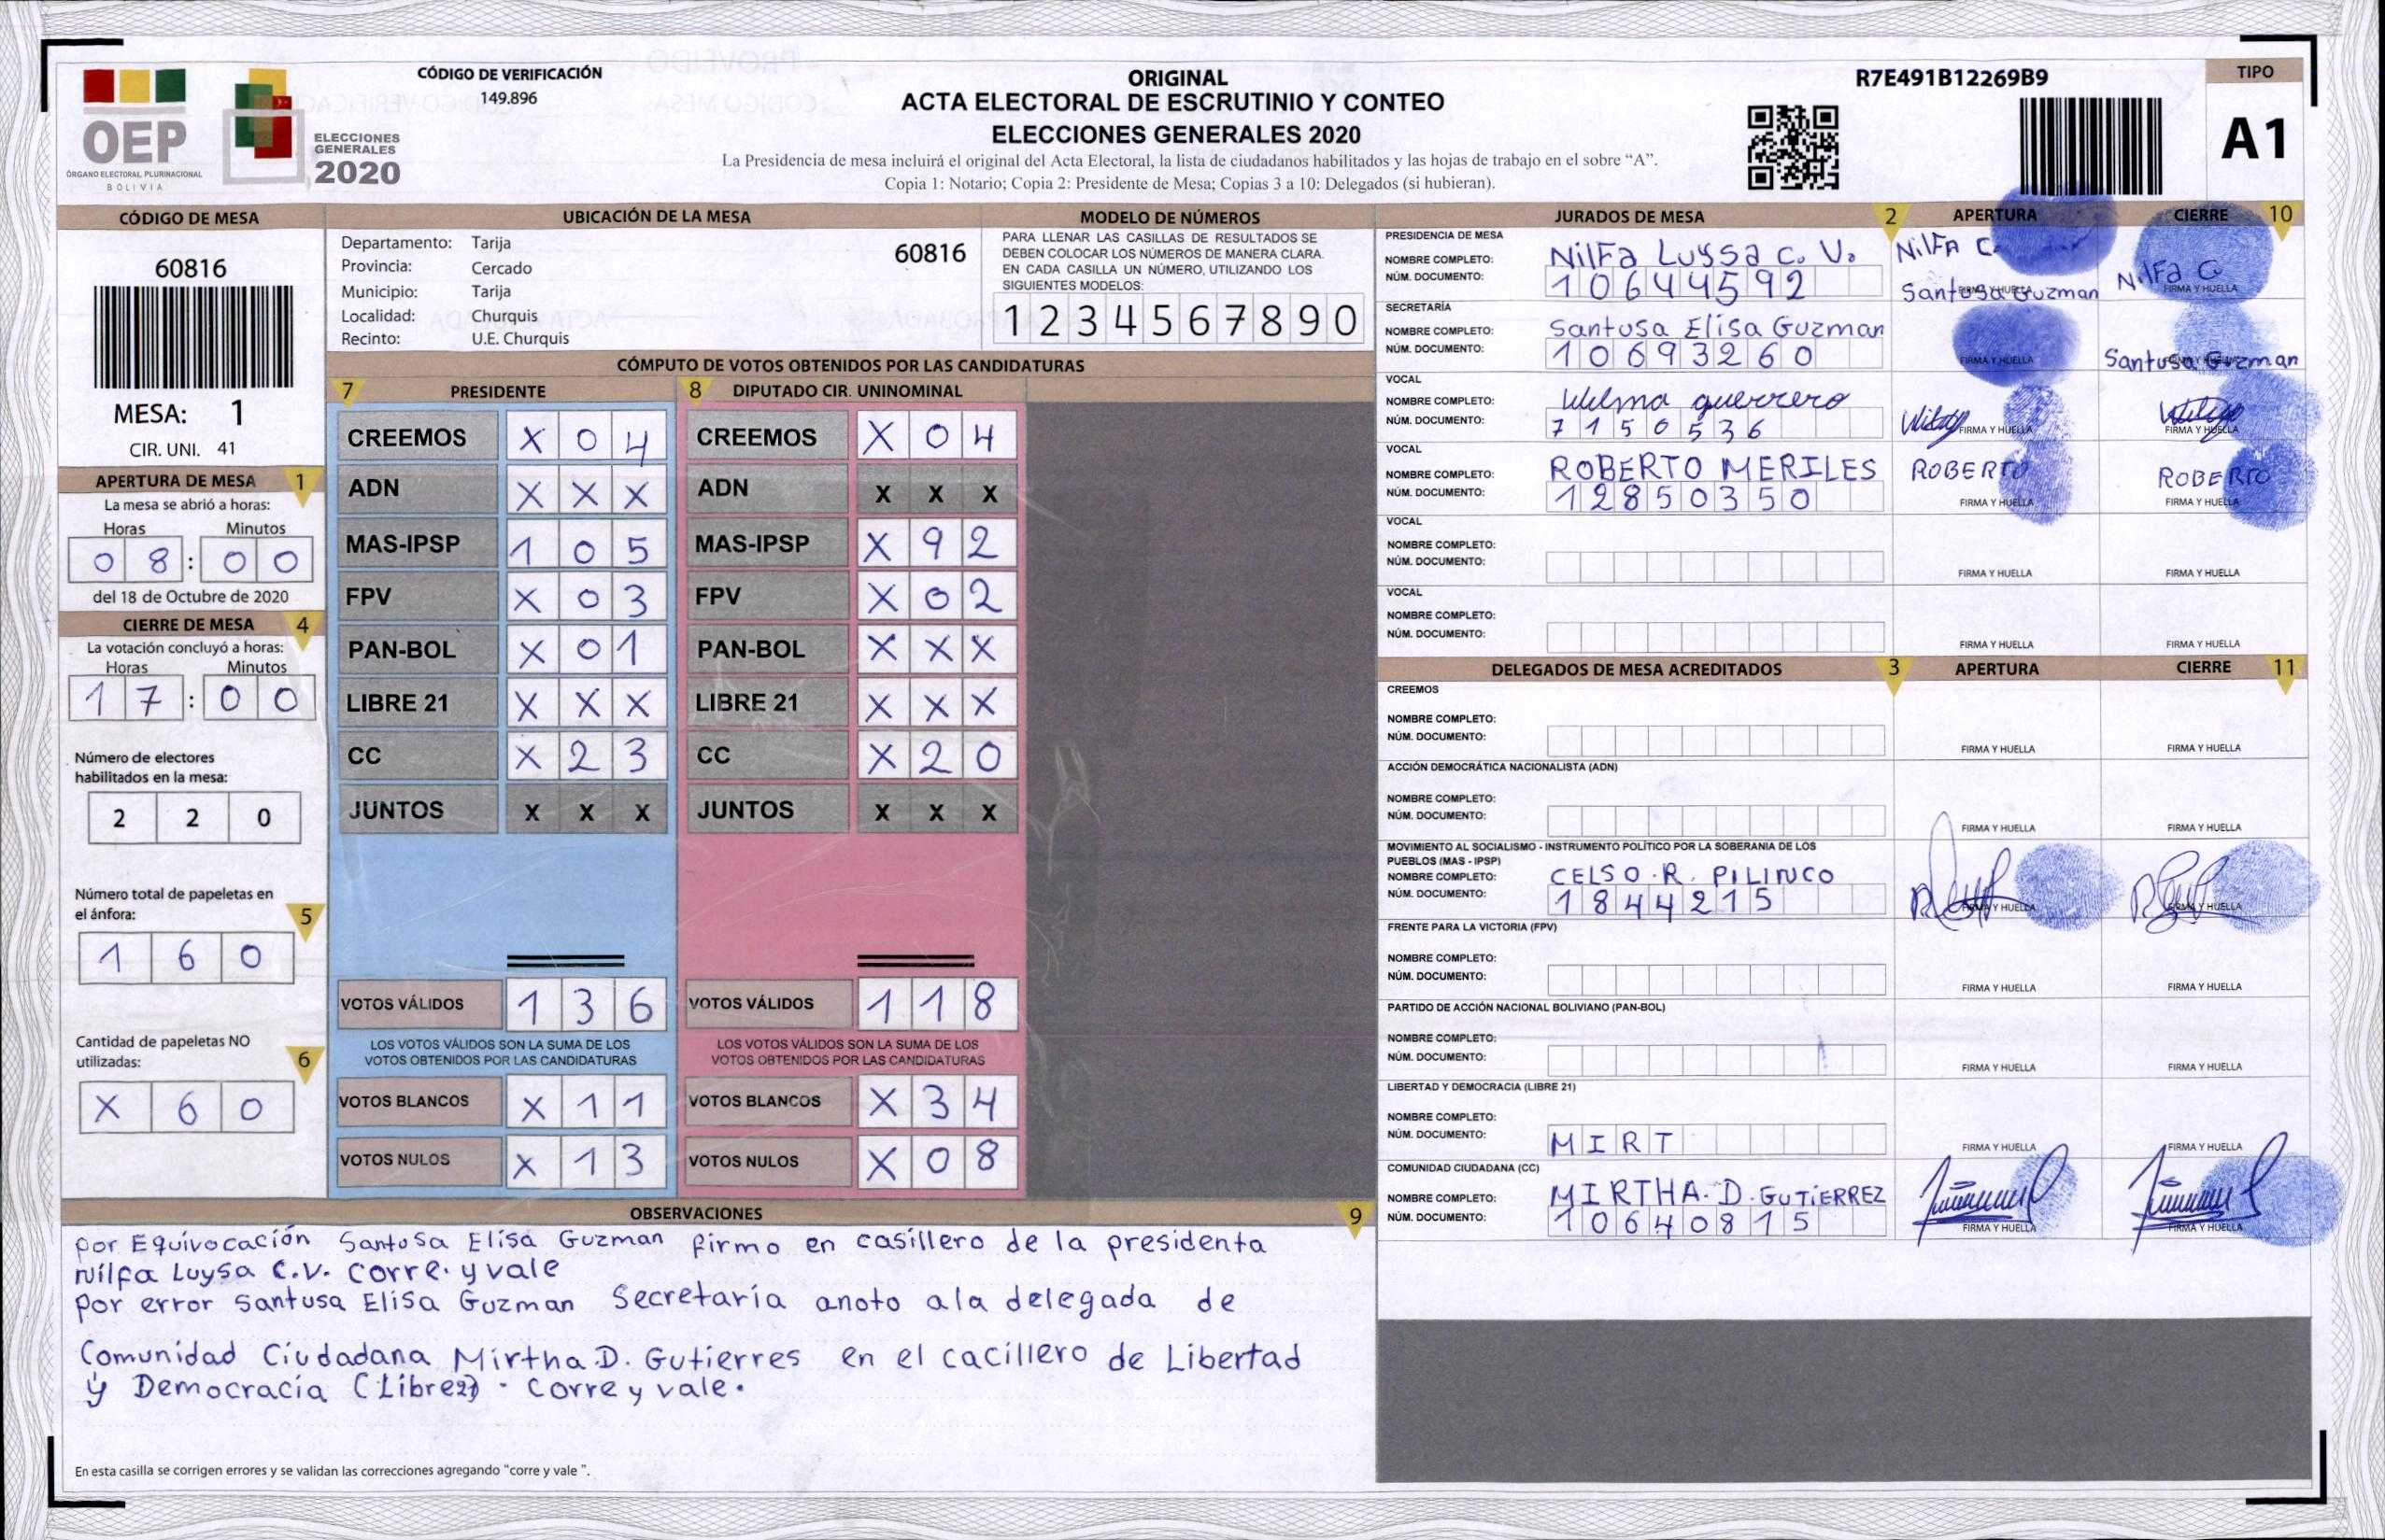 CÓDIGO DE VERIFICACIÓN
149.896
ORIGINAL
ACTA ELECTORAL DE ESCRUTINIO Y CONTEO
ELECCIONES GENERALES 2020
La Presidencia de mesa incluirá el original del Acta Electoral, la lista de ciudadanos habilitados y las hojas de trabajo en el sobre “A”.
Copia 1: Notario; Copia 2: Presidente de Mesa; Copias 3 a 10: Delegados (si hubieran).
R7E491B12269B9
TIPO
A1
OEP
ÓRGANO ELECTORAL PLURINACIONAL
BOLIVIA
ELECCIONES
GENERALES
2020
CÓDIGO DE MESA
60816
MESA: 1
CIR. UNI. 41
APERTURA DE MESA 1
La mesa se abrió a horas:
Horas Minutos
0 8 : 0 0
del 18 de Octubre de 2020
CIERRE DE MESA 4
La votación concluyó a horas:
Horas Minutos
1 7 : 0 0
Número de electores
habilitados en la mesa:
2 2 0
Número total de papeletas en
el ánfora: 5
1 6 0
Cantidad de papeletas NO
utilizadas: 6
X 6 0
UBICACIÓN DE LA MESA
Departamento: Tarija 60816
Provincia: Cercado
Municipio: Tarija
Localidad: Churquis
Recinto: U.E. Churquis
MODELO DE NÚMEROS
PARA LLENAR LAS CASILLAS DE RESULTADOS SE
DEBEN COLOCAR LOS NÚMEROS DE MANERA CLARA.
EN CADA CASILLA UN NÚMERO, UTILIZANDO LOS
SIGUIENTES MODELOS:
1 2 3 4 5 6 7 8 9 0
CÓMPUTO DE VOTOS OBTENIDOS POR LAS CANDIDATURAS
7 PRESIDENTE
CREEMOS X 0 4
ADN X X X
MAS-IPSP 1 0 5
FPV X 0 3
PAN-BOL X 0 1
LIBRE 21 X X X
CC X 2 3
JUNTOS X X X
VOTOS VÁLIDOS 1 3 6
LOS VOTOS VÁLIDOS SON LA SUMA DE LOS
VOTOS OBTENIDOS POR LAS CANDIDATURAS
VOTOS BLANCOS X 1 1
VOTOS NULOS X 1 3
8 DIPUTADO CIR. UNINOMINAL
CREEMOS X 0 4
ADN X X X
MAS-IPSP X 9 2
FPV X 0 2
PAN-BOL X X X
LIBRE 21 X X X
CC X 2 0
JUNTOS X X X
VOTOS VÁLIDOS 1 1 8
LOS VOTOS VÁLIDOS SON LA SUMA DE LOS
VOTOS OBTENIDOS POR LAS CANDIDATURAS
VOTOS BLANCOS X 3 4
VOTOS NULOS X 0 8
OBSERVACIONES 9
por Equivocación Santosa Elisa Guzman firmo en casillero de la presidenta
Nilfa Luysa C.V. corre. y vale
por error Santusa Elisa Guzman Secretaría anoto ala delegada de
Comunidad Ciudadana Mirtha D. Gutierres en el cacillero de Libertad
y Democracia (Libre21) - Corre y vale.
En esta casilla se corrigen errores y se validan las correcciones agregando “corre y vale ”.
JURADOS DE MESA 2 APERTURA CIERRE 10
PRESIDENCIA DE MESA
NOMBRE COMPLETO: NilFa Luysa C. V. NilFA C. NilFa C
NÚM. DOCUMENTO: 10644592 Santusa Guzman FIRMA Y HUELLA
SECRETARÍA
NOMBRE COMPLETO: Santusa Elisa Guzman
NÚM. DOCUMENTO: 10693260 FIRMA Y HUELLA Santusa Guzman
VOCAL
NOMBRE COMPLETO: Wilma guerrero
NÚM. DOCUMENTO: 7150536 FIRMA Y HUELLA FIRMA Y HUELLA
VOCAL
NOMBRE COMPLETO: ROBERTO MERILES ROBERTO ROBERTO
NÚM. DOCUMENTO: 12850350 FIRMA Y HUELLA FIRMA Y HUELLA
VOCAL
NOMBRE COMPLETO:
NÚM. DOCUMENTO: FIRMA Y HUELLA FIRMA Y HUELLA
VOCAL
NOMBRE COMPLETO:
NÚM. DOCUMENTO: FIRMA Y HUELLA FIRMA Y HUELLA
DELEGADOS DE MESA ACREDITADOS 3 APERTURA CIERRE 11
CREEMOS
NOMBRE COMPLETO:
NÚM. DOCUMENTO: FIRMA Y HUELLA FIRMA Y HUELLA
ACCIÓN DEMOCRÁTICA NACIONALISTA (ADN)
NOMBRE COMPLETO:
NÚM. DOCUMENTO: FIRMA Y HUELLA FIRMA Y HUELLA
MOVIMIENTO AL SOCIALISMO - INSTRUMENTO POLÍTICO POR LA SOBERANIA DE LOS
PUEBLOS (MAS - IPSP)
NOMBRE COMPLETO: CELSO .R. PILINCO
NÚM. DOCUMENTO: 1844215 FIRMA Y HUELLA FIRMA Y HUELLA
FRENTE PARA LA VICTORIA (FPV)
NOMBRE COMPLETO:
NÚM. DOCUMENTO: FIRMA Y HUELLA FIRMA Y HUELLA
PARTIDO DE ACCIÓN NACIONAL BOLIVIANO (PAN-BOL)
NOMBRE COMPLETO:
NÚM. DOCUMENTO: FIRMA Y HUELLA FIRMA Y HUELLA
LIBERTAD Y DEMOCRACIA (LIBRE 21)
NOMBRE COMPLETO:
NÚM. DOCUMENTO: MIRT FIRMA Y HUELLA FIRMA Y HUELLA
COMUNIDAD CIUDADANA (CC)
NOMBRE COMPLETO: MIRTHA. D. GUTIERREZ
NÚM. DOCUMENTO: 10640815 FIRMA Y HUELLA FIRMA Y HUELLA